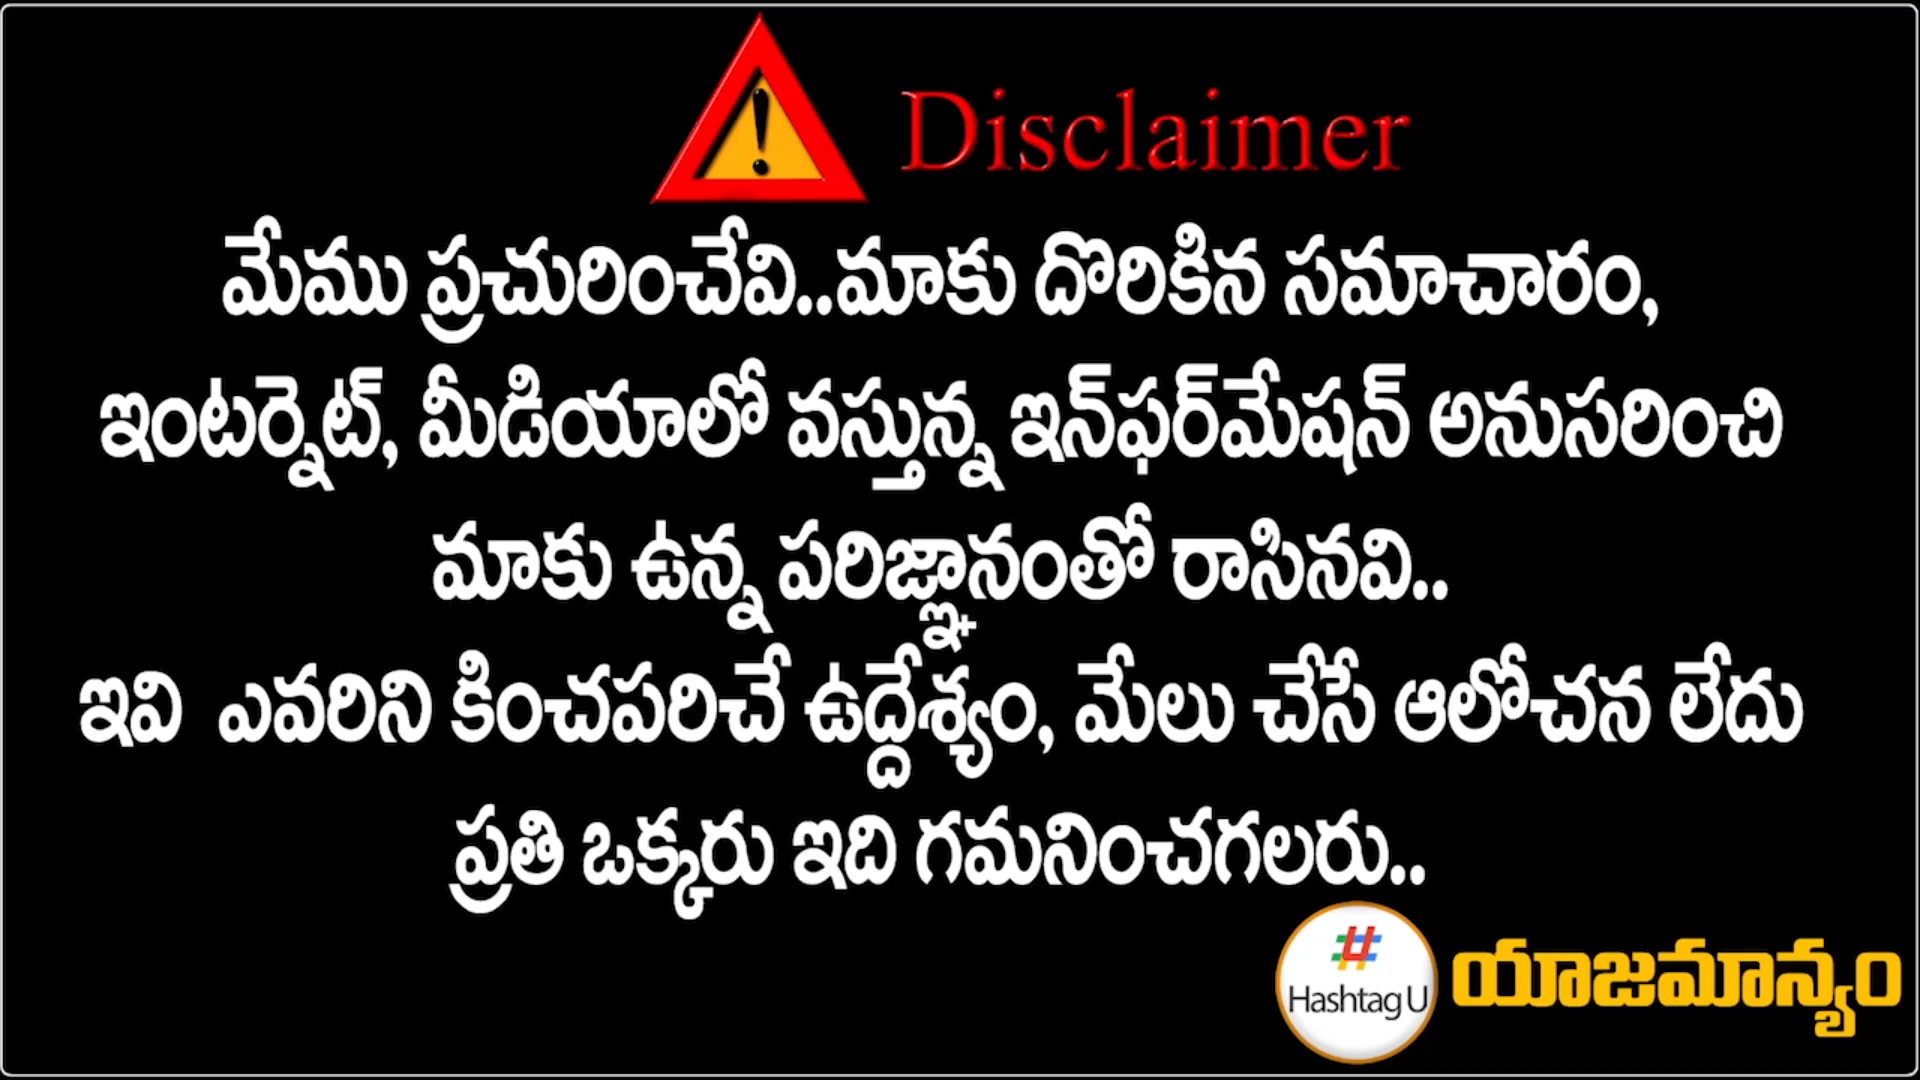 Disclaimer
మేము ప్రచురించేవి..మాకు దొరికిన సమాచారం,
ఇంటర్నెట్, మీడియాలో వస్తున్న ఇన్‌ఫర్‌మేషన్ అనుసరించి
మాకు ఉన్న పరిజ్ఞానంతో రాసినవి..
ఇవి ఎవరిని కించపరిచే ఉద్దేశ్యం, మేలు చేసే ఆలోచన లేదు
ప్రతి ఒక్కరు ఇది గమనించగలరు..
#
Hashtag U
యాజమాన్యం